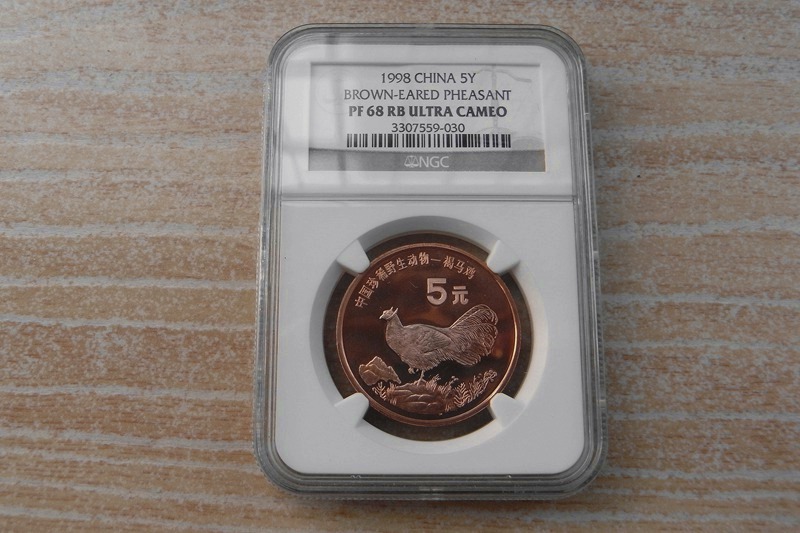 1998 CHINA 5Y
BROWN-EARED PHEASANT
PF 68 RB ULTRA CAMEO
3307559-030
NGC
中国珍稀野生动物—褐马鸡
5元